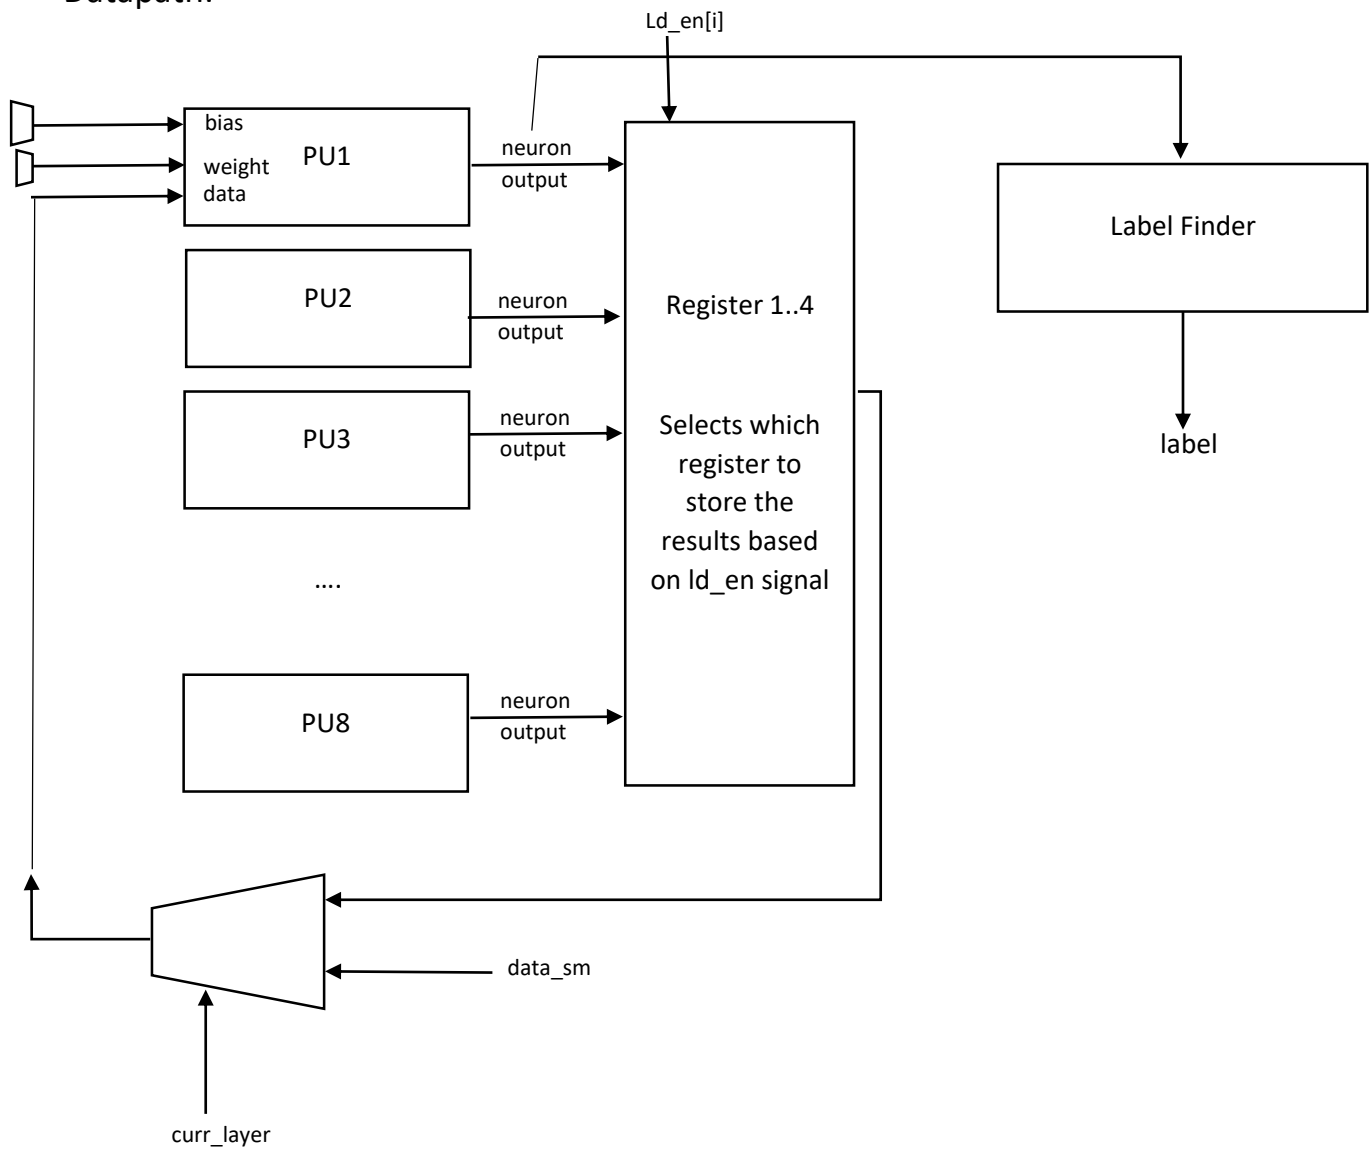 Datapath:
Ld_en[i]
bias
PU1
weight
data
neuron
output
Label Finder
PU2
neuron
output
Register 1..4
PU3
neuron
output
Selects which
register to
store the
results based
on ld_en signal
label
....
PU8
neuron
output
data_sm
curr_layer